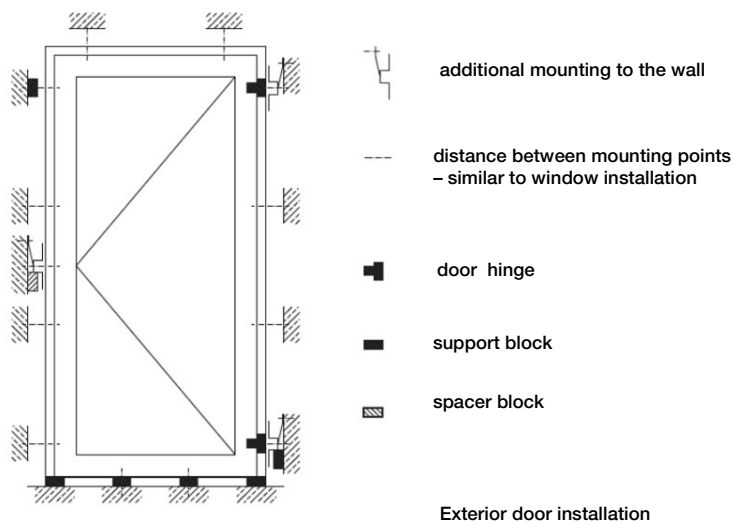 additional mounting to the wall
distance between mounting points
– similar to window installation
door hinge
support block
spacer block
Exterior door installation